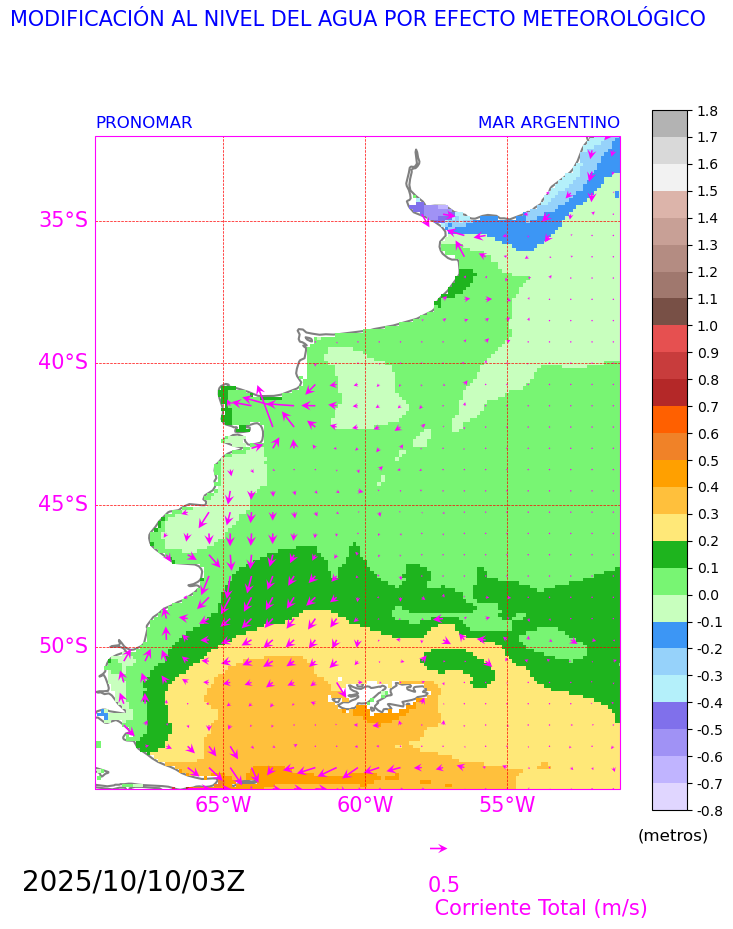 MODIFICACIÓN AL NIVEL DEL AGUA POR EFECTO METEOROLÓGICO
PRONOMAR MAR ARGENTINO
1.8
1.7
1.6
1.5
1.4
1.3
1.2
1.1
1.0
0.9
0.8
0.7
0.6
0.5
0.4
0.3
0.2
0.1
0.0
-0.1
-0.2
-0.3
-0.4
-0.5
-0.6
-0.7
-0.8
(metros)
35°S
40°S
45°S
50°S
65°W 60°W 55°W
2025/10/10/03Z
0.5
Corriente Total (m/s)